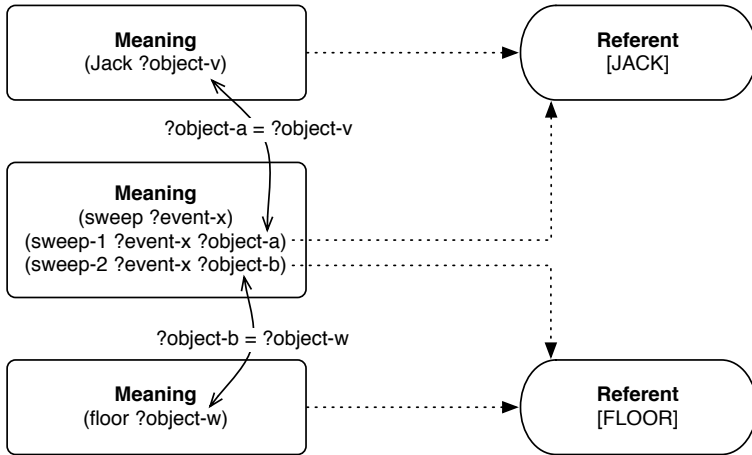 Meaning
(Jack ?object-v)
Referent
[JACK]
?object-a = ?object-v
Meaning
(sweep ?event-x)
(sweep-1 ?event-x ?object-a)
(sweep-2 ?event-x ?object-b)
?object-b = ?object-w
Meaning
(floor ?object-w)
Referent
[FLOOR]